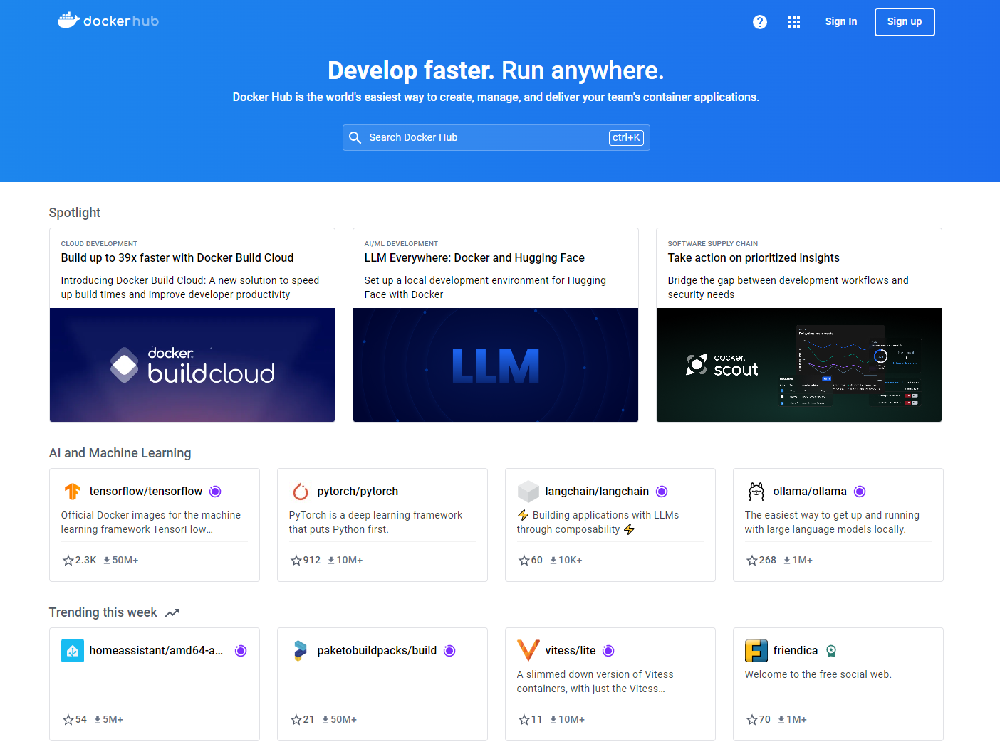 dockerhub
Sign In
Sign up
Develop faster. Run anywhere.
Docker Hub is the world's easiest way to create, manage, and deliver your team's container applications.
Search Docker Hub
ctrl+K
Spotlight
CLOUD DEVELOPMENT
Build up to 39x faster with Docker Build Cloud
Introducing Docker Build Cloud: A new solution to speed
up build times and improve developer productivity
docker
buildcloud
AI/ML DEVELOPMENT
LLM Everywhere: Docker and Hugging Face
Set up a local development environment for Hugging
Face with Docker
LLM
SOFTWARE SUPPLY CHAIN
Take action on prioritized insights
Bridge the gap between development workflows and
security needs
docker
scout
Policy time based trends
AI and Machine Learning
tensorflow/tensorflow
Official Docker images for the machine
learning framework TensorFlow...
2.3K
50M+
pytorch/pytorch
PyTorch is a deep learning framework
that puts Python first.
912
10M+
langchain/langchain
⚡ Building applications with LLMs
through composability ⚡
60
10K+
ollama/ollama
The easiest way to get up and running
with large language models locally.
268
1M+
Trending this week
homeassistant/amd64-a...
54
5M+
paketobuildpacks/build
21
50M+
vitess/lite
A slimmed down version of Vitess
containers, with just the Vitess...
11
10M+
friendica
Welcome to the free social web.
70
1M+